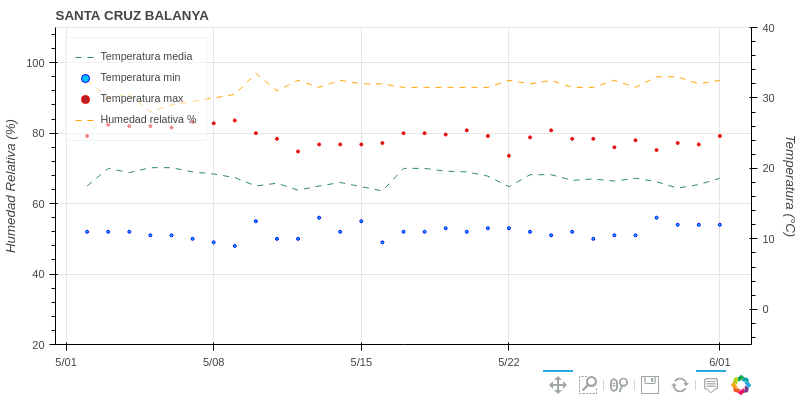 SANTA CRUZ BALANYA
Temperatura media
Temperatura min
Temperatura max
Humedad relativa %
Humedad Relativa (%)
100
80
60
40
20
Temperatura (°C)
40
30
20
10
0
5/01
5/08
5/15
5/22
6/01